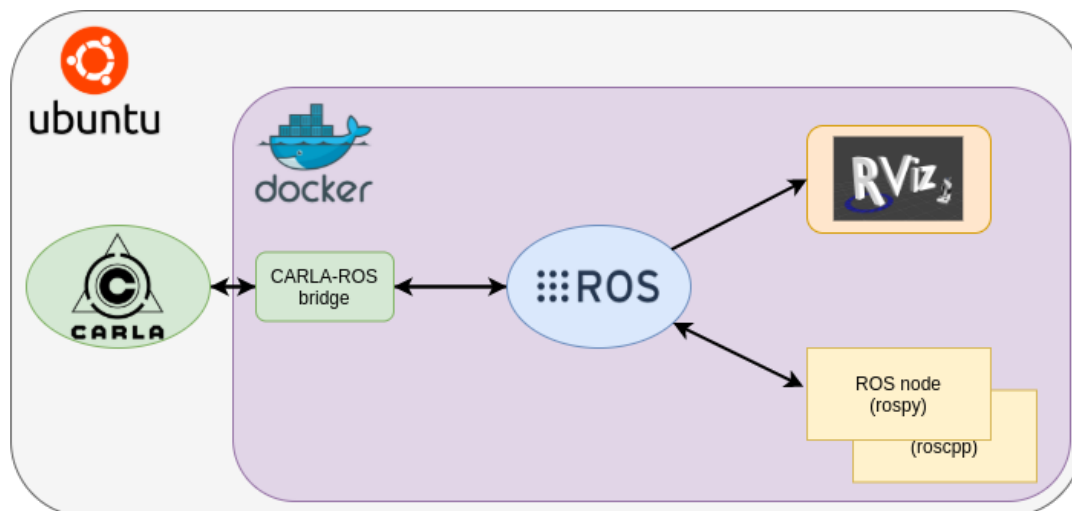 ubuntu
docker
RViz
CARLA-ROS
bridge
C
CARLA
ROS
ROS node
(rospy)
(roscpp)